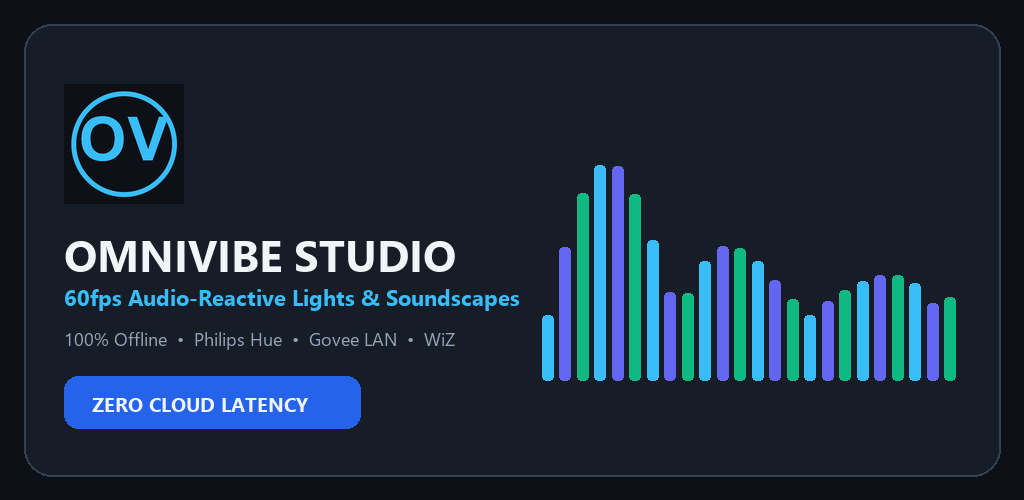 OV
OMNIVIBE STUDIO
60fps Audio-Reactive Lights & Soundscapes
100% Offline • Philips Hue • Govee LAN • WiZ
ZERO CLOUD LATENCY